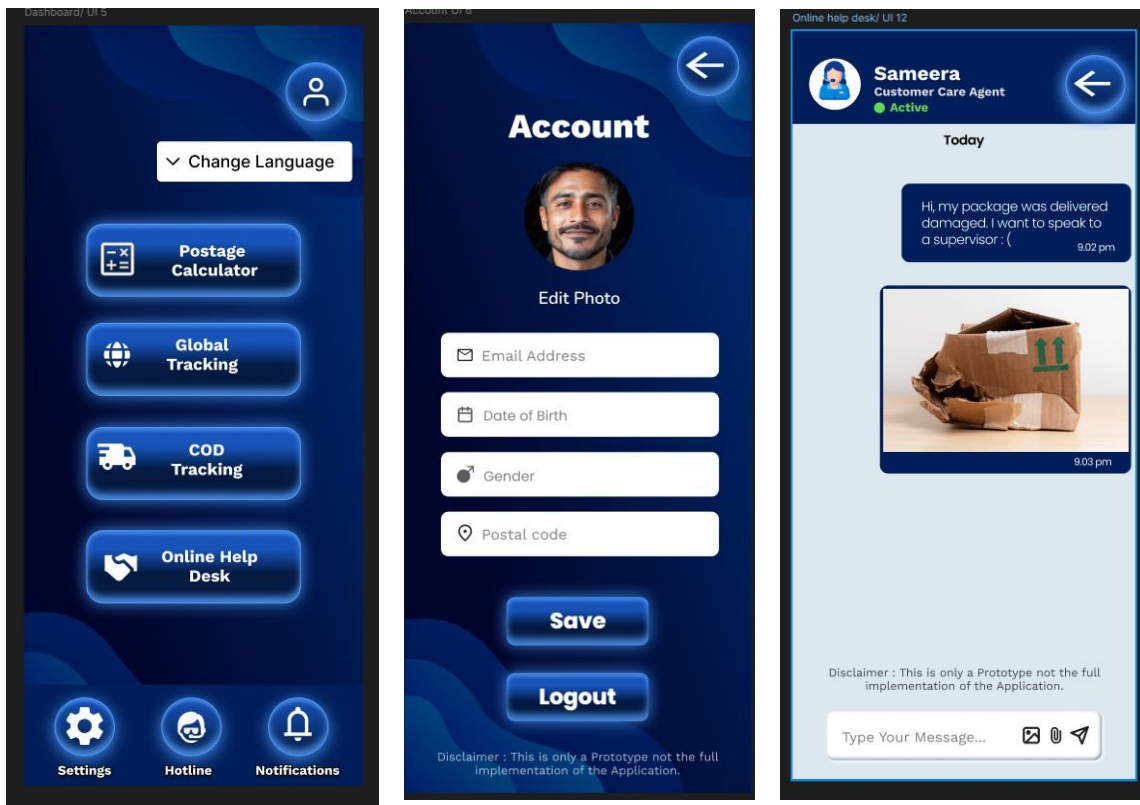 Dashboard/ UI 5
Change Language
Postage
Calculator
Global
Tracking
COD
Tracking
Online Help
Desk
Settings
Hotline
Notifications
Account UI 6
Account
Edit Photo
Email Address
Date of Birth
Gender
Postal code
Save
Logout
Disclaimer : This is only a Prototype not the full
implementation of the Application.
Online help desk/ UI 12
Sameera
Customer Care Agent
Active
Today
Hi, my package was delivered
damaged. I want to speak to
a supervisor : (
9.02 pm
9.03 pm
Disclaimer : This is only a Prototype not the full
implementation of the Application.
Type Your Message...